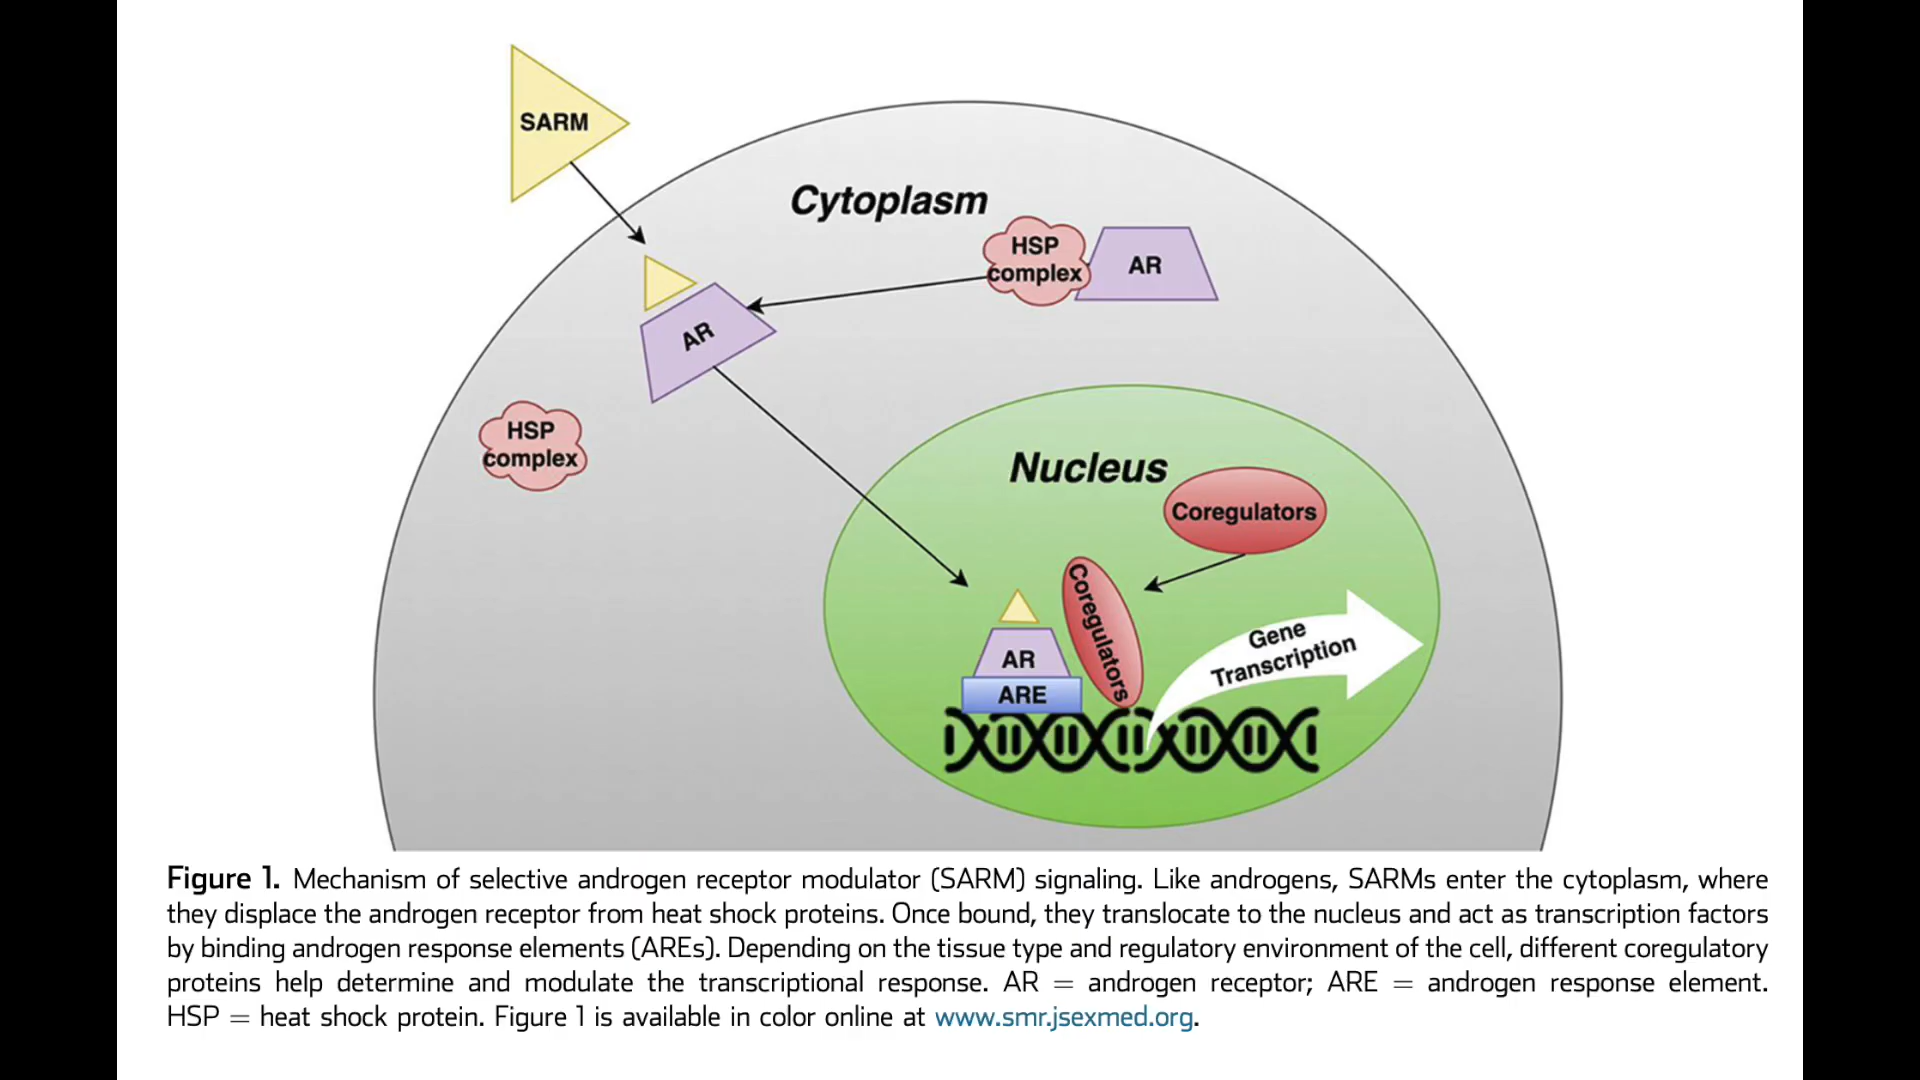 SARM
Cytoplasm
HSP
complex
AR
AR
HSP
complex
Nucleus
Coregulators
Coregulators
Gene
Transcription
AR
ARE
Figure 1. Mechanism of selective androgen receptor modulator (SARM) signaling. Like androgens, SARMs enter the cytoplasm, where
they displace the androgen receptor from heat shock proteins. Once bound, they translocate to the nucleus and act as transcription factors
by binding androgen response elements (AREs). Depending on the tissue type and regulatory environment of the cell, different coregulatory
proteins help determine and modulate the transcriptional response. AR = androgen receptor; ARE = androgen response element.
HSP = heat shock protein. Figure 1 is available in color online at www.smr.jsexmed.org.